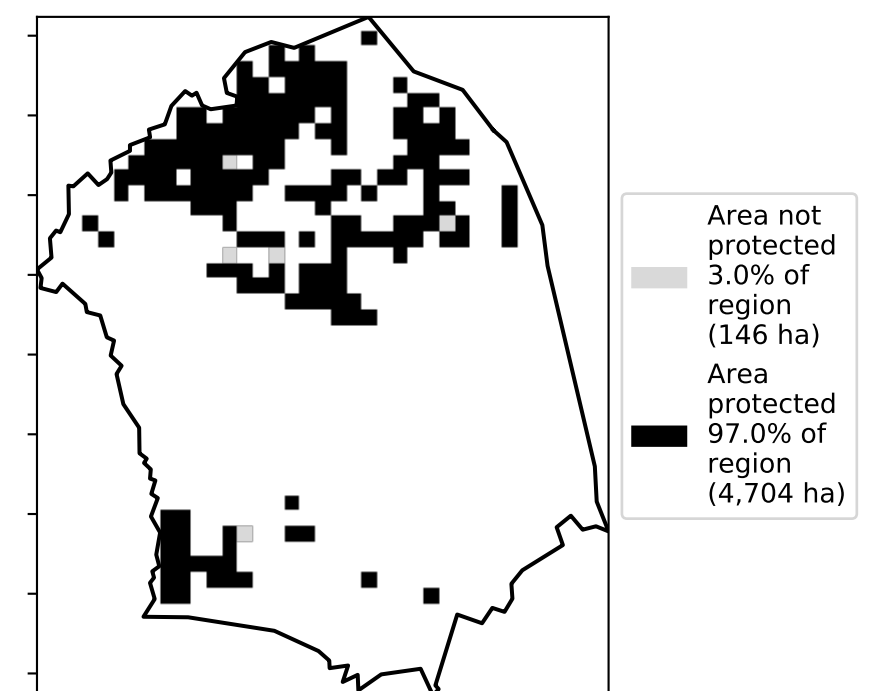 Area not
protected
3.0% of
region
(146 ha)
Area
protected
97.0% of
region
(4,704 ha)